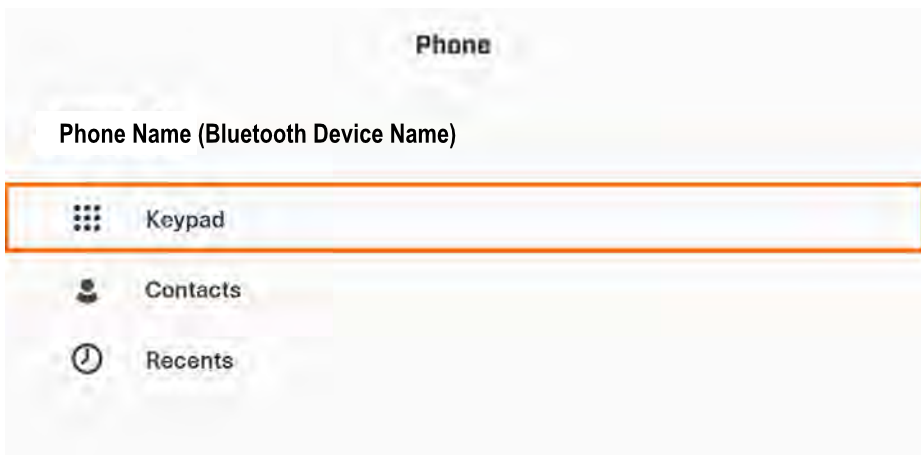 Phone
Phone Name (Bluetooth Device Name)
Keypad
Contacts
Recents